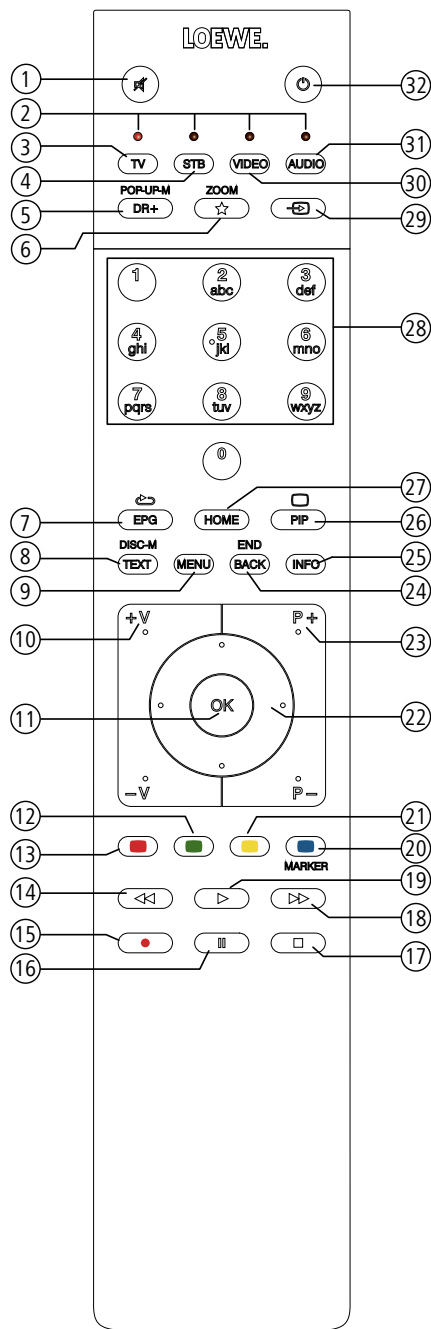 LOEWE.
1
32
2
3
TV
STB
VIDEO
AUDIO
31
4
30
POP-UP-M
ZOOM
5
DR+
29
6
1
2
abc
3
def
28
4
ghi
5
jkl
6
mno
7
pqrs
8
tuv
9
wxyz
0
27
7
EPG
HOME
PIP
26
DISC-M
END
8
TEXT
MENU
BACK
INFO
25
9
24
+V
P+
10
23
11
OK
22
-V
P-
12
21
13
20
MARKER
14
19
18
15
16
17